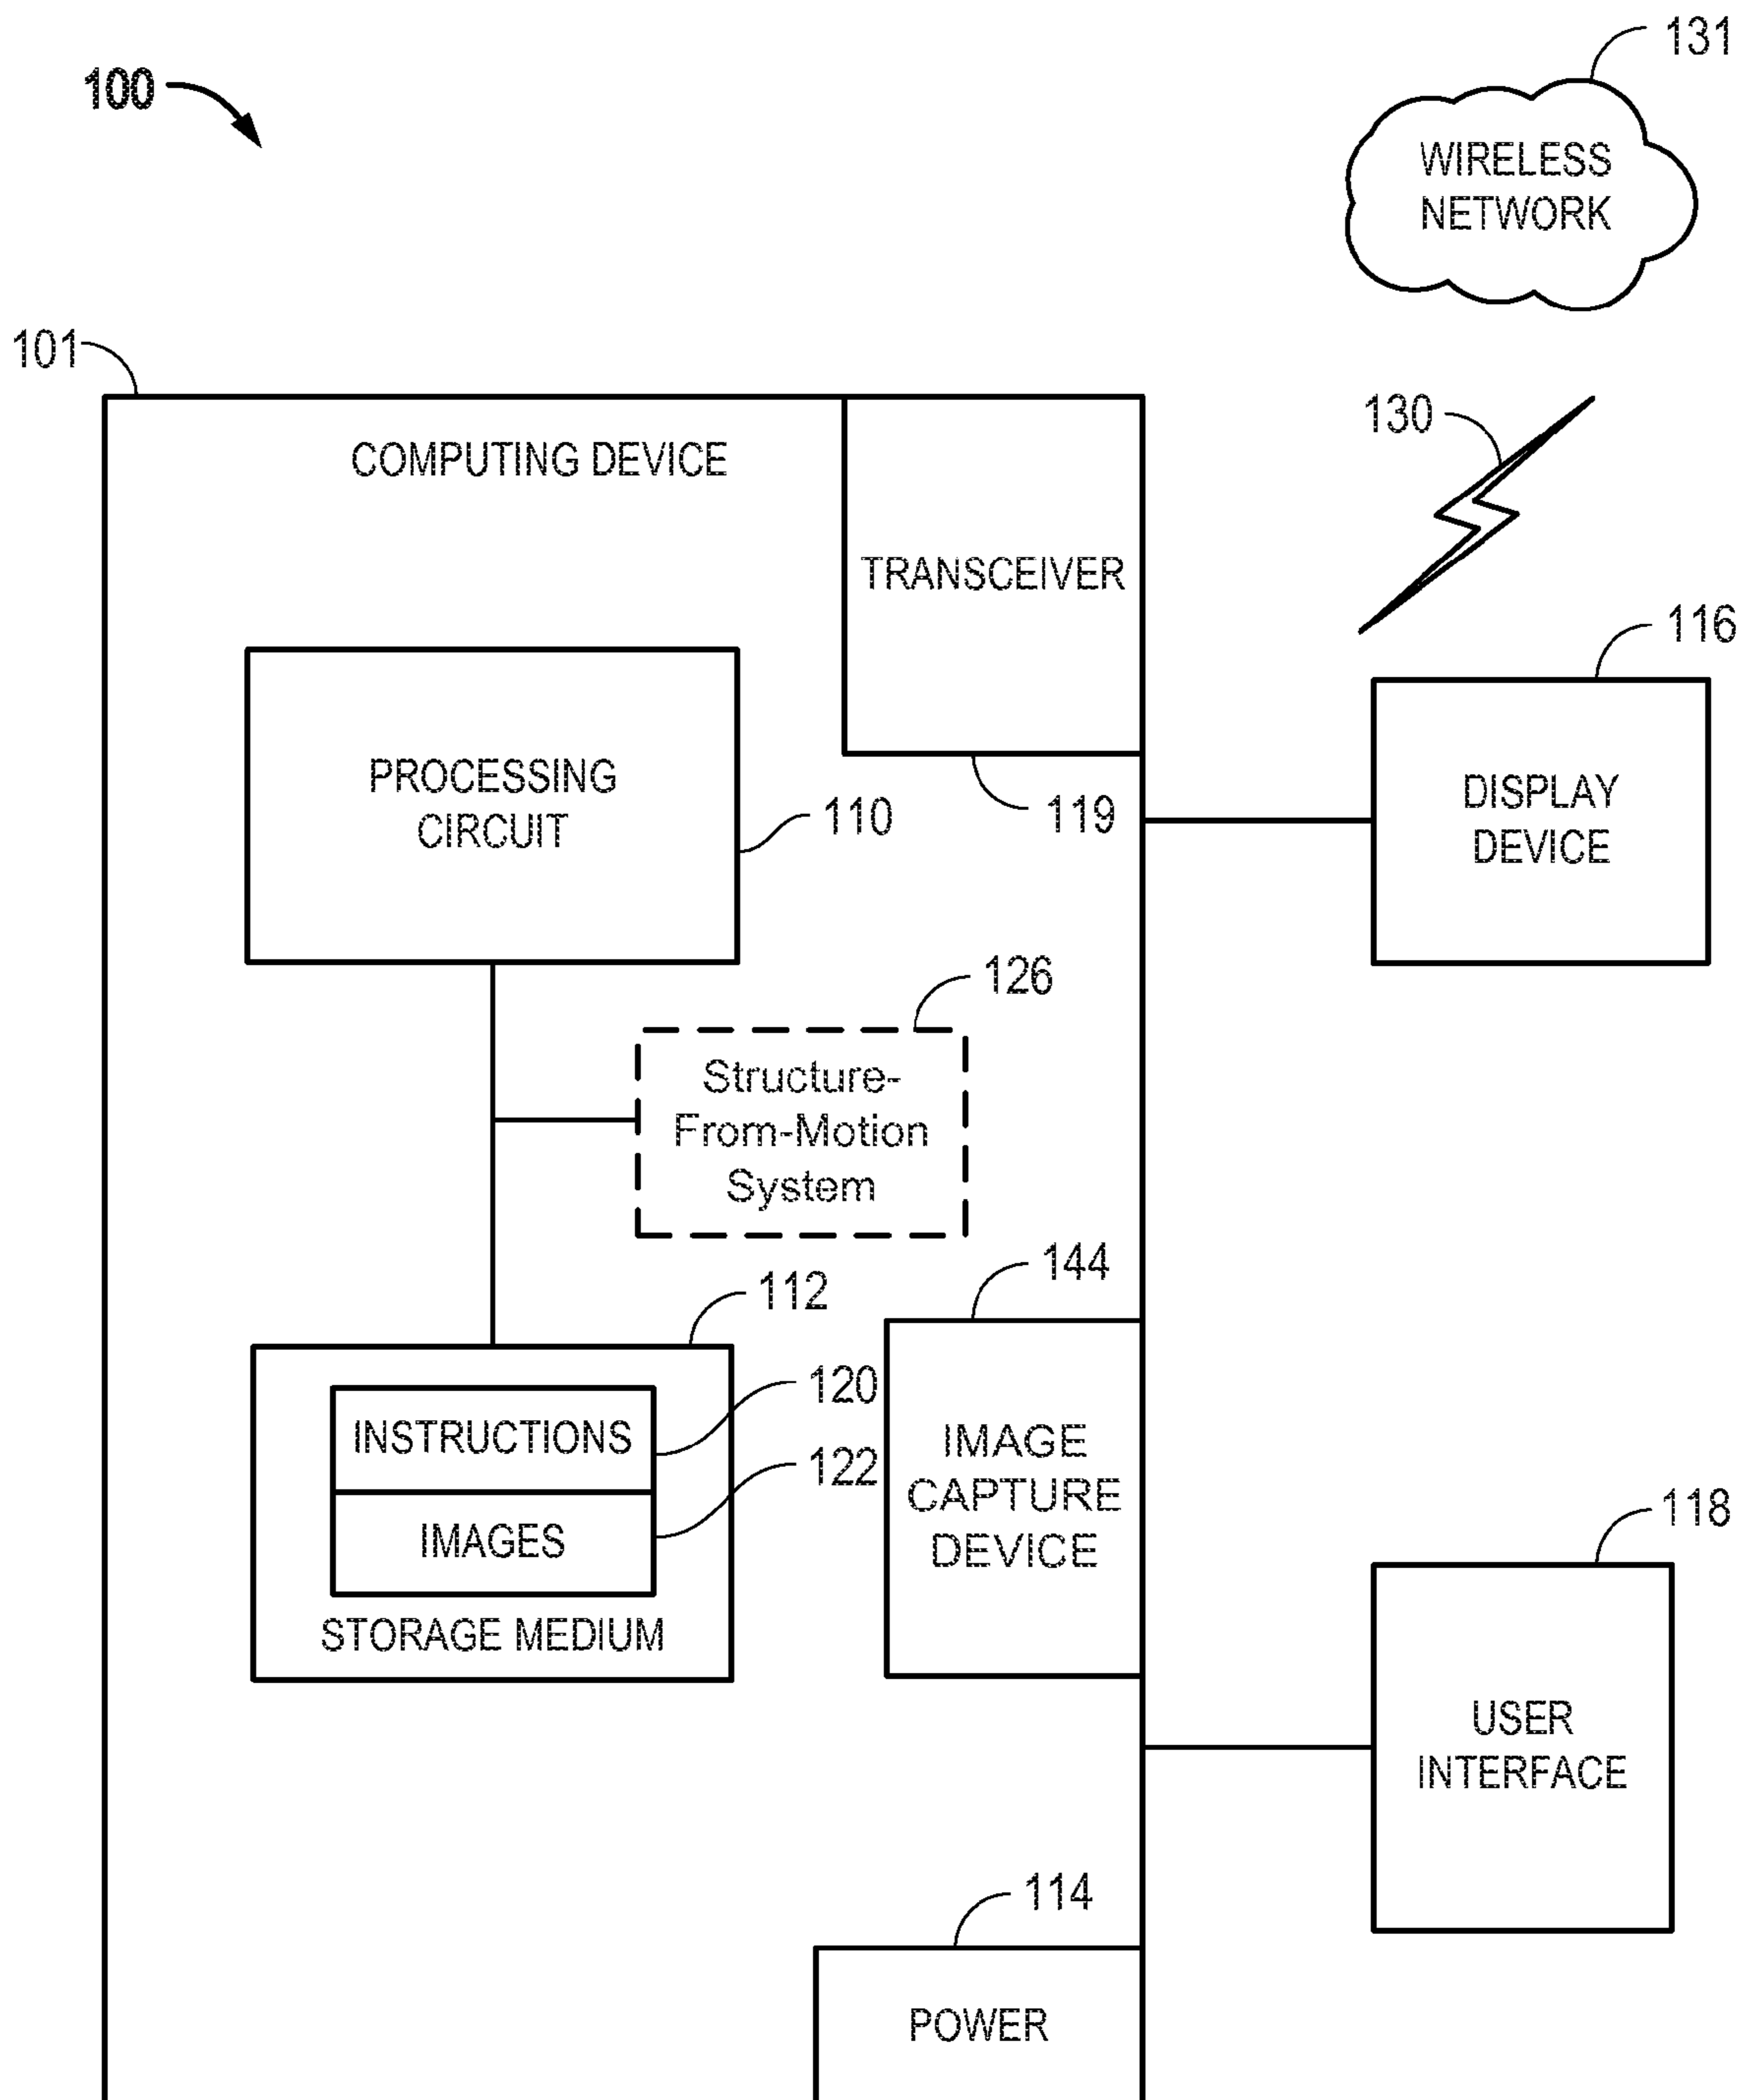 100
131
WIRELESS
NETWORK
101
COMPUTING DEVICE
130
TRANSCEIVER
116
PROCESSING
CIRCUIT
110
119
DISPLAY
DEVICE
126
Structure-
From-Motion
System
144
112
120
INSTRUCTIONS
122
IMAGES
STORAGE MEDIUM
IMAGE
CAPTURE
DEVICE
118
USER
INTERFACE
114
POWER